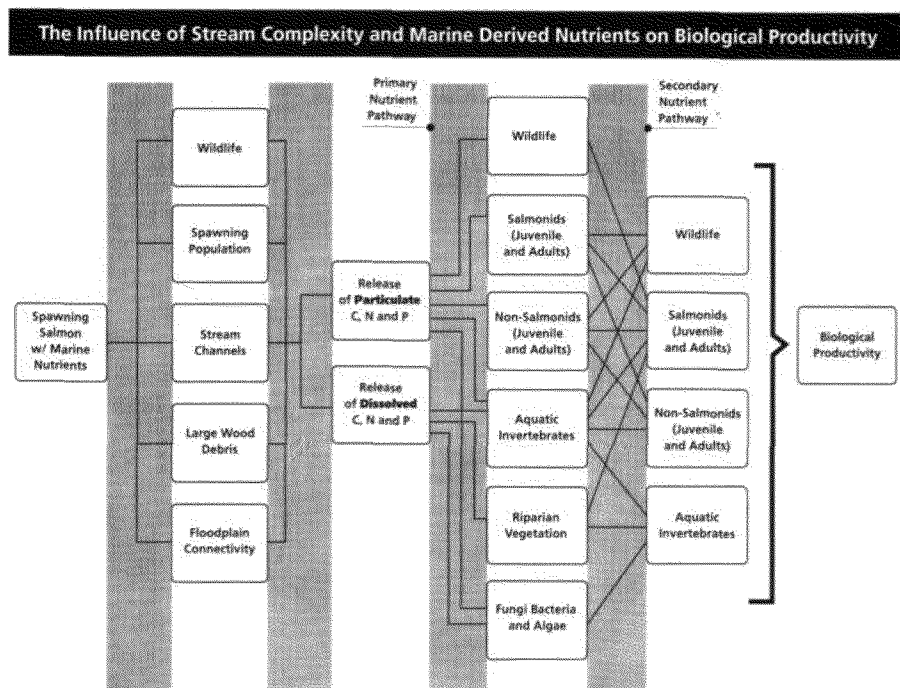 The Influence of Stream Complexity and Marine Derived Nutrients on Biological Productivity
Spawning
Salmon
w/ Marine
Nutrients
Wildlife
Spawning
Population
Stream
Channels
Large Wood
Debris
Floodplain
Connectivity
Release
of Particulate
C, N and P
Release
of Dissolved
C, N and P
Primary
Nutrient
Pathway
Wildlife
Salmonids
(Juvenile
and Adults)
Non-Salmonids
(Juvenile
and Adults)
Aquatic
Invertebrates
Riparian
Vegetation
Fungi Bacteria
and Algae
Secondary
Nutrient
Pathway
Wildlife
Salmonids
(Juvenile
and Adults)
Non-Salmonids
(Juvenile
and Adults)
Aquatic
Invertebrates
Biological
Productivity